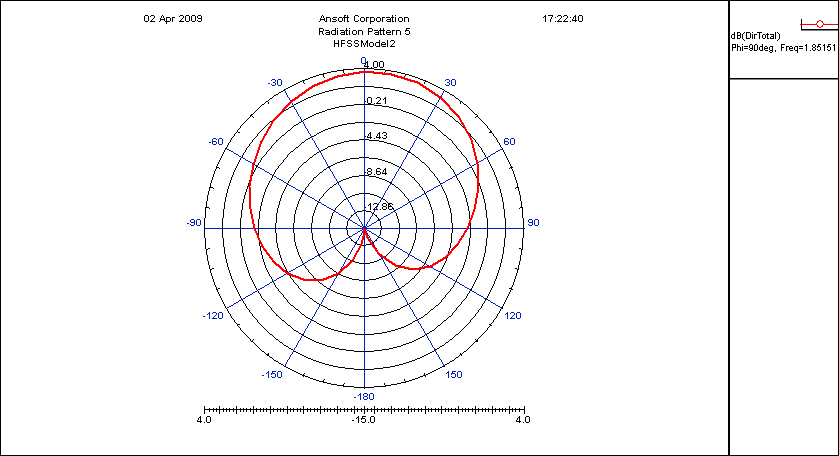 02 Apr 2009 Ansoft Corporation 17:22:40
Radiation Pattern 5
HFSSModel2
dB(DirTotal)
Phi=90deg, Freq=1.85151
0
4.00
-30 30
-0.21
-60 60
-4.43
-8.64
-12.86
-90 90
-120 120
-150 150
-180
4.0 -15.0 4.0